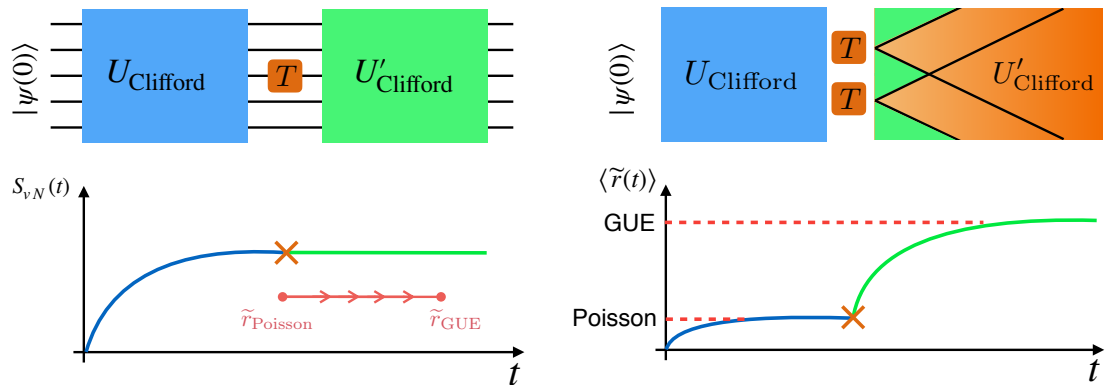 |ψ(0)⟩
U_Clifford
T
U′_Clifford
|ψ(0)⟩
U_Clifford
T
T
U′_Clifford
S_vN(t)
r̃_Poisson
r̃_GUE
t
⟨r̃(t)⟩
GUE
Poisson
t